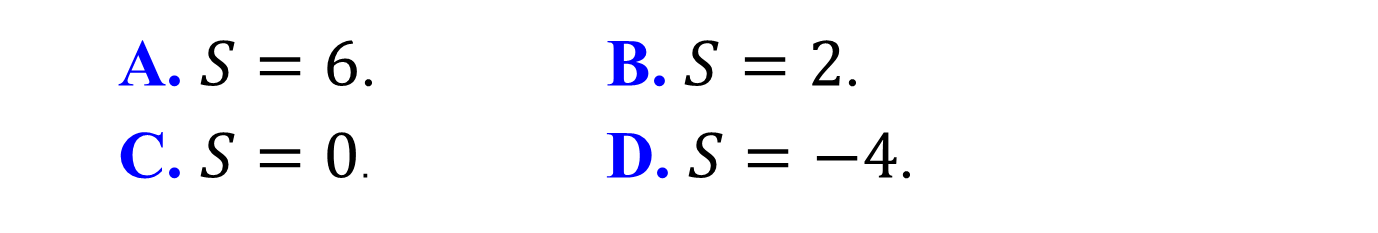 A. S = 6. B. S = 2.
C. S = 0. D. S = −4.